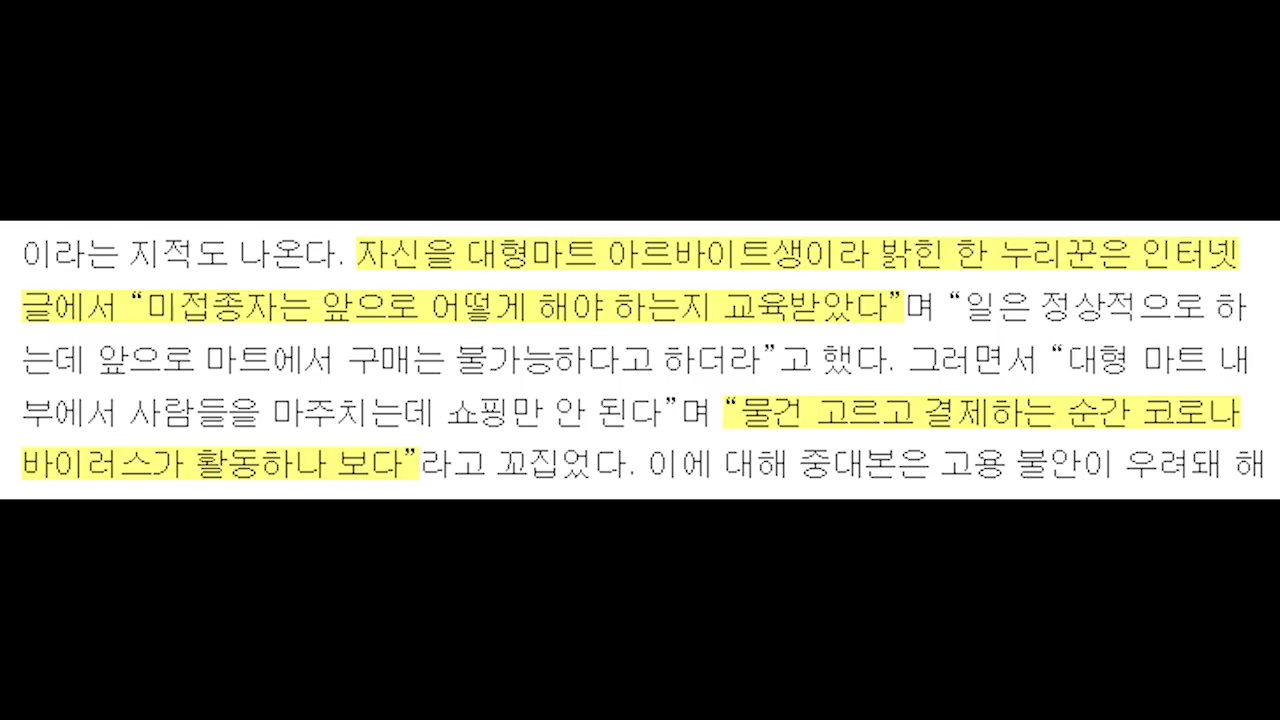 이라는 지적도 나온다. 자신을 대형마트 아르바이트생이라 밝힌 한 누리꾼은 인터넷
글에서 “미접종자는 앞으로 어떻게 해야 하는지 교육받았다”며 “일은 정상적으로 하
는데 앞으로 마트에서 구매는 불가능하다고 하더라”고 했다. 그러면서 “대형 마트 내
부에서 사람들을 마주치는데 쇼핑만 안 된다”며 “물건 고르고 결제하는 순간 코로나
바이러스가 활동하나 보다”라고 꼬집었다. 이에 대해 중대본은 고용 불안이 우려돼 해